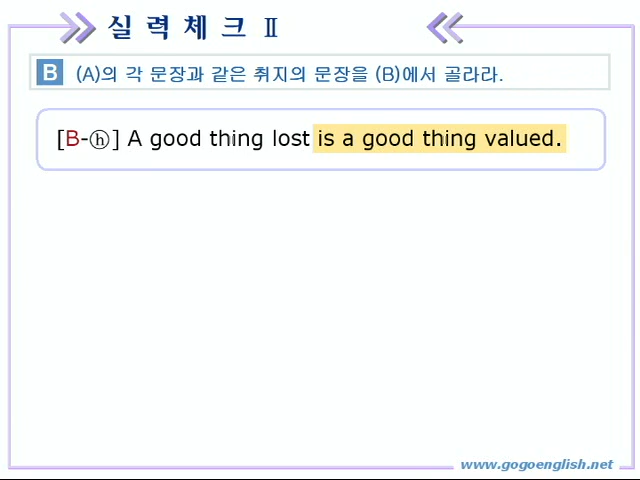 실력체크 Ⅱ
B (A)의 각 문장과 같은 취지의 문장을 (B)에서 골라라.
[B-ⓗ] A good thing lost is a good thing valued.
www.gogoenglish.net